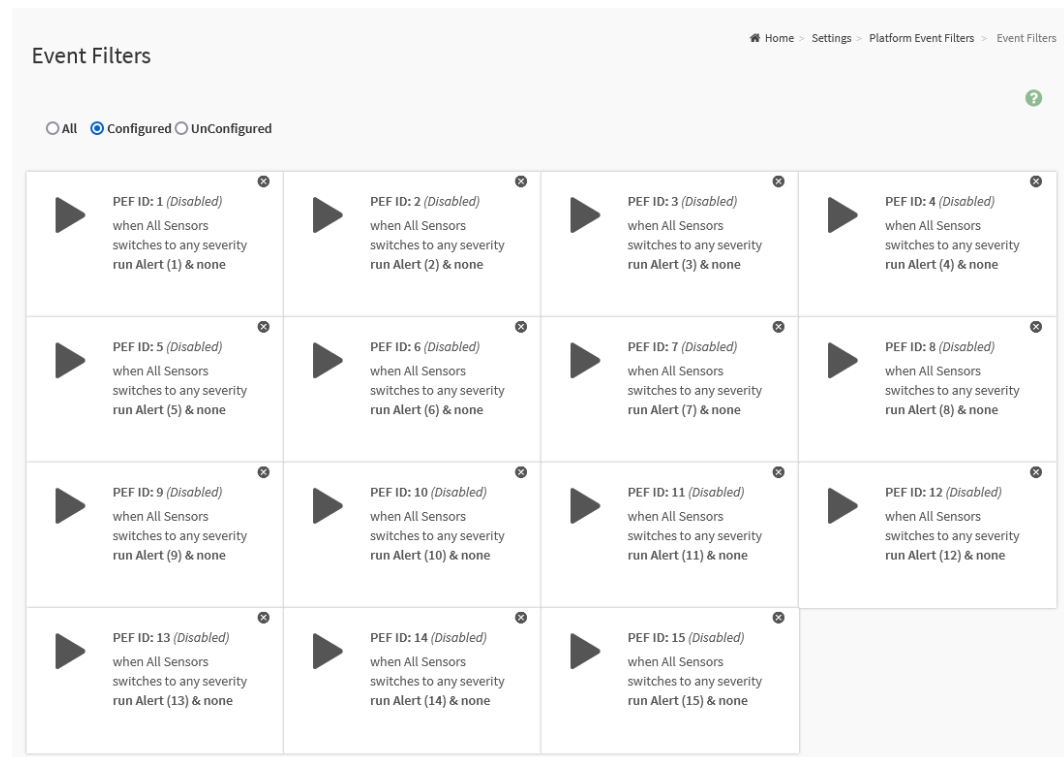 Home > Settings > Platform Event Filters > Event Filters
Event Filters
?
All Configured UnConfigured
PEF ID: 1 (Disabled)
when All Sensors
switches to any severity
run Alert (1) & none
PEF ID: 2 (Disabled)
when All Sensors
switches to any severity
run Alert (2) & none
PEF ID: 3 (Disabled)
when All Sensors
switches to any severity
run Alert (3) & none
PEF ID: 4 (Disabled)
when All Sensors
switches to any severity
run Alert (4) & none
PEF ID: 5 (Disabled)
when All Sensors
switches to any severity
run Alert (5) & none
PEF ID: 6 (Disabled)
when All Sensors
switches to any severity
run Alert (6) & none
PEF ID: 7 (Disabled)
when All Sensors
switches to any severity
run Alert (7) & none
PEF ID: 8 (Disabled)
when All Sensors
switches to any severity
run Alert (8) & none
PEF ID: 9 (Disabled)
when All Sensors
switches to any severity
run Alert (9) & none
PEF ID: 10 (Disabled)
when All Sensors
switches to any severity
run Alert (10) & none
PEF ID: 11 (Disabled)
when All Sensors
switches to any severity
run Alert (11) & none
PEF ID: 12 (Disabled)
when All Sensors
switches to any severity
run Alert (12) & none
PEF ID: 13 (Disabled)
when All Sensors
switches to any severity
run Alert (13) & none
PEF ID: 14 (Disabled)
when All Sensors
switches to any severity
run Alert (14) & none
PEF ID: 15 (Disabled)
when All Sensors
switches to any severity
run Alert (15) & none